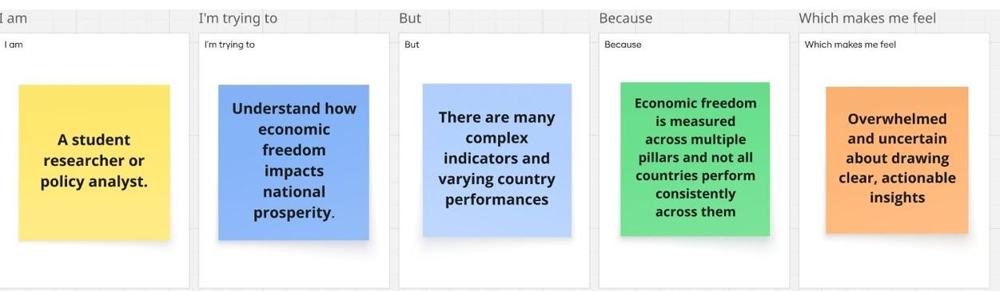 I am
I'm trying to
But
Because
Which makes me feel
I am
I'm trying to
But
Because
Which makes me feel
A student
researcher or
policy analyst.
Understand how
economic
freedom
impacts
national
prosperity.
There are many
complex
indicators and
varying country
performances
Economic freedom
is measured
across multiple
pillars and not all
countries perform
consistently
across them
Overwhelmed
and uncertain
about drawing
clear, actionable
insights